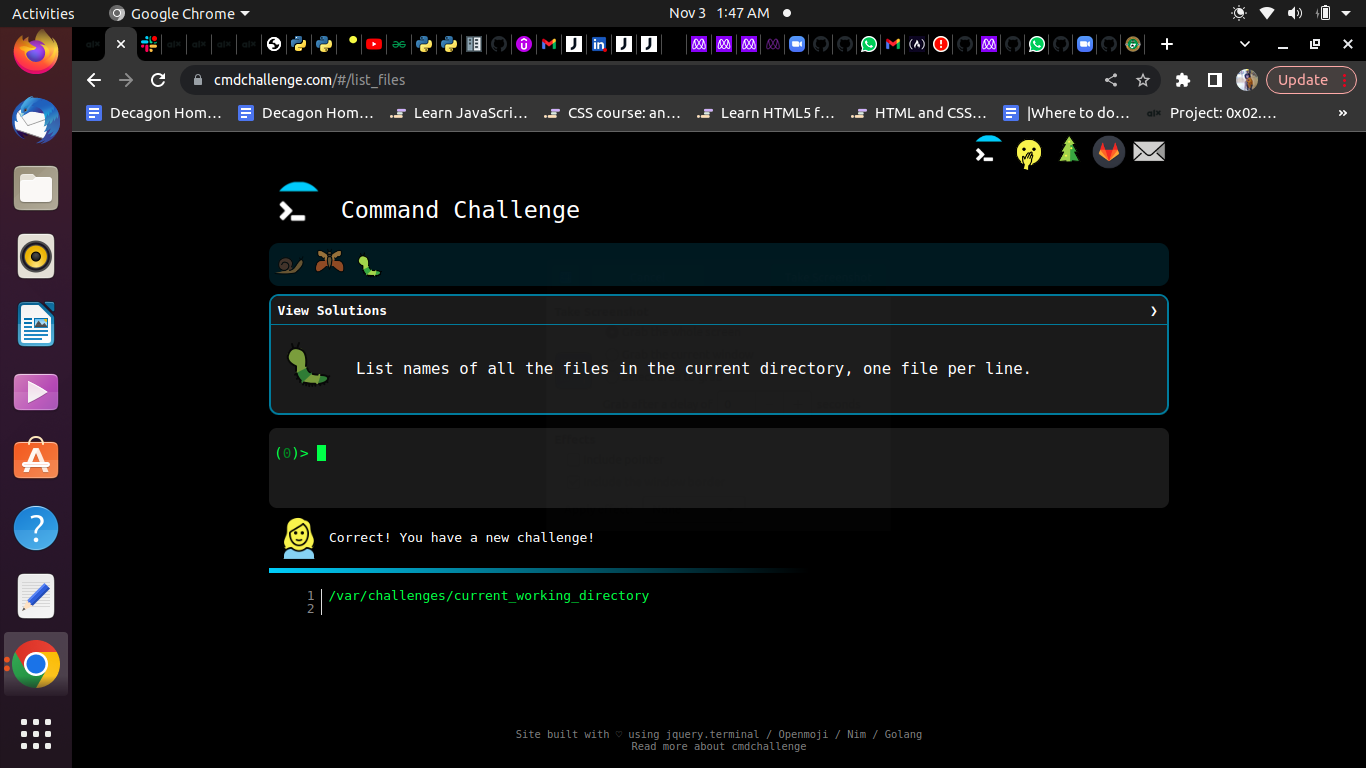 Activities
Google Chrome
Nov 3 1:47 AM
cmdchallenge.com/#/list_files
Update
Decagon Hom...
Decagon Hom...
Learn JavaScri...
CSS course: an...
Learn HTML5 f...
HTML and CSS...
|Where to do...
Project: 0x02....
»
Command Challenge
View Solutions
❯
List names of all the files in the current directory, one file per line.
(0)>
Correct! You have a new challenge!
1 /var/challenges/current_working_directory
2
Site built with ♡ using jquery.terminal / Openmoji / Nim / Golang
Read more about cmdchallenge